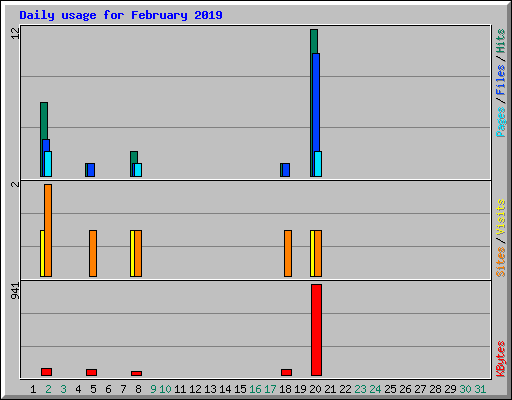 Daily usage for February 2019
12
2
941
Pages / Files / Hits
Sites / Visits
KBytes
1 2 3 4 5 6 7 8 9 10 11 12 13 14 15 16 17 18 19 20 21 22 23 24 25 26 27 28 29 30 31